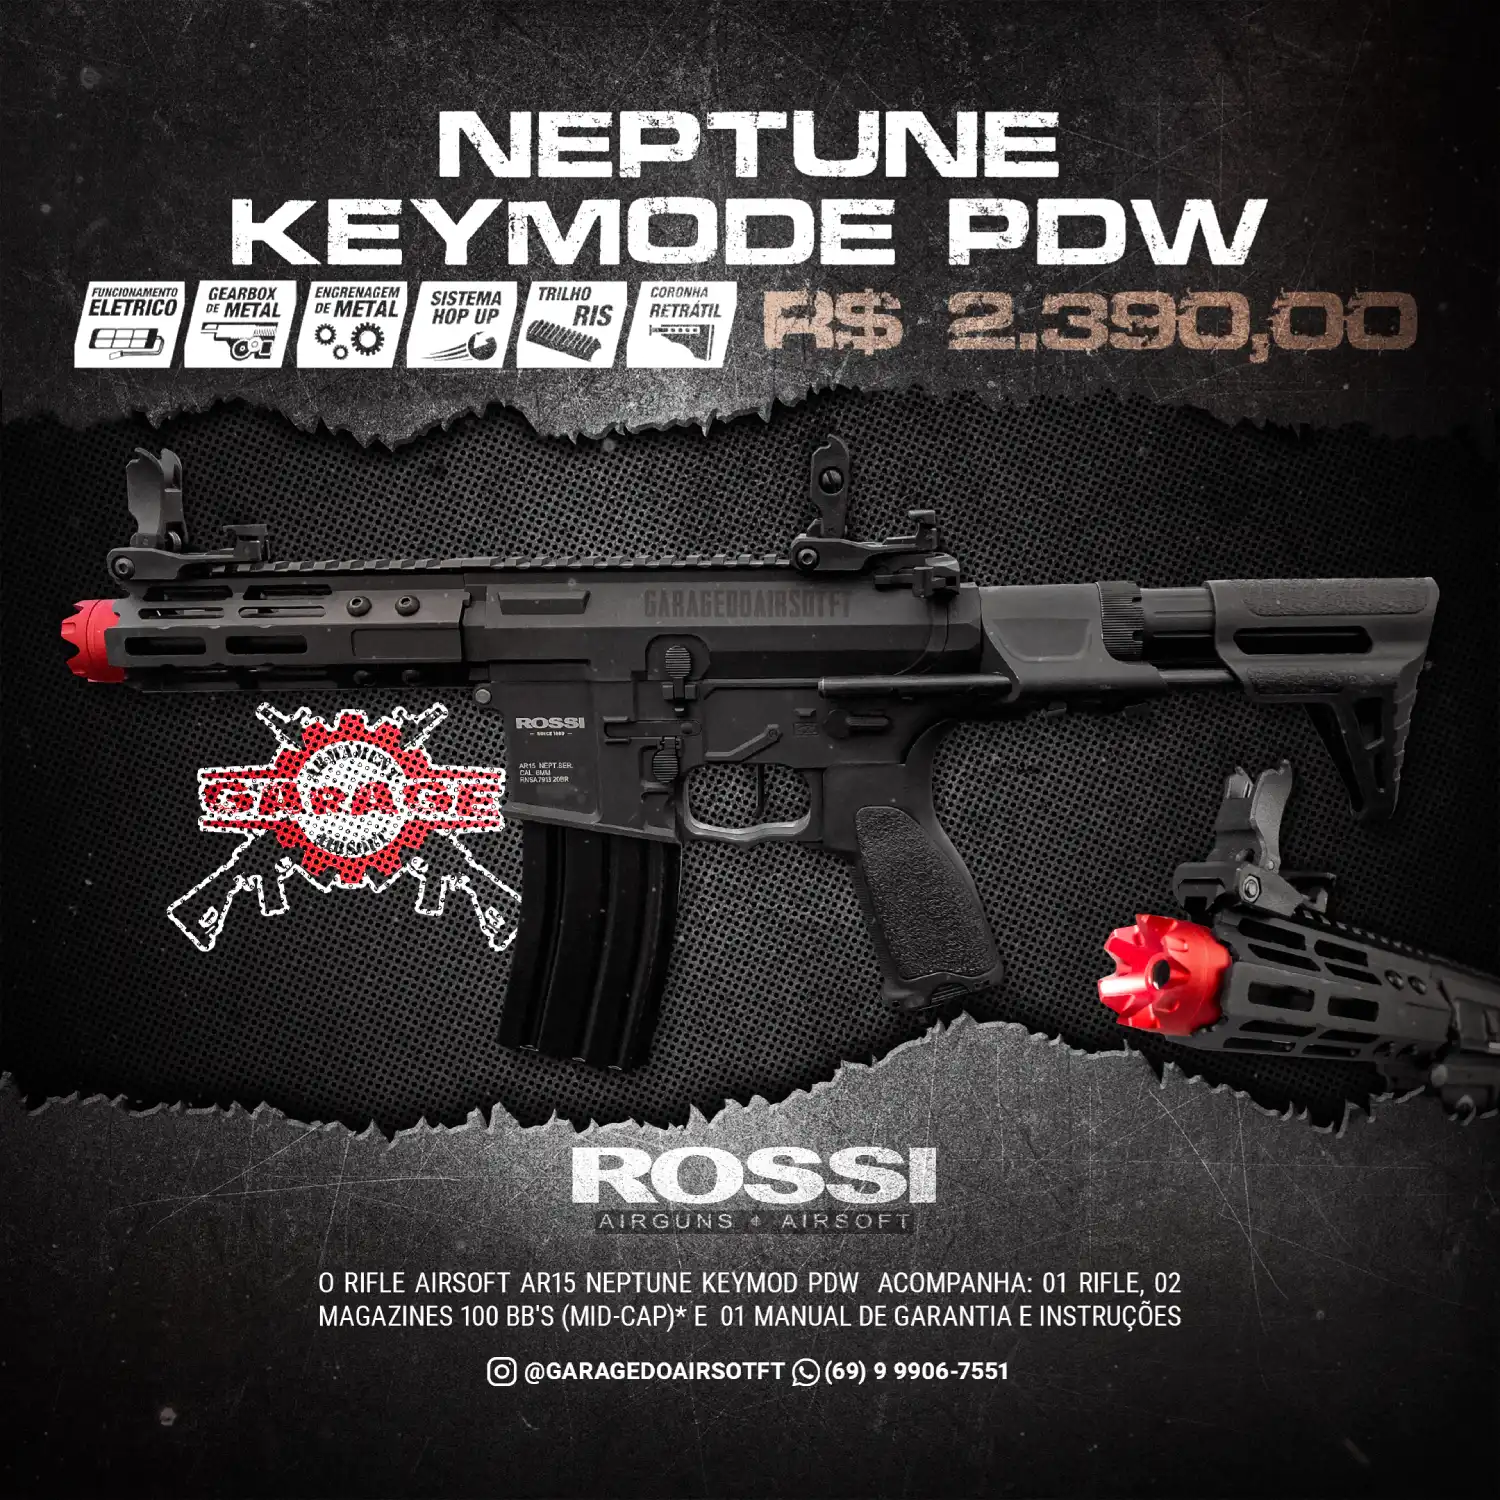 NEPTUNE
KEYMODE PDW
FUNCIONAMENTO
ELETRICO
GEARBOX
DE METAL
ENGRENAGEM
DE METAL
SISTEMA
HOP UP
TRILHO
RIS
CORONHA
RETRÁTIL
R$ 2.390,00
GARAGEDOAIRSOTFT
ROSSI
AR15 NEPT.SER.
CAL. 6MM
GARAGE
AIRSOFT
ROSSI
AIRGUNS AIRSOFT
O RIFLE AIRSOFT AR15 NEPTUNE KEYMOD PDW ACOMPANHA: 01 RIFLE, 02
MAGAZINES 100 BB'S (MID-CAP)* E 01 MANUAL DE GARANTIA E INSTRUÇÕES
@GARAGEDOAIRSOTFT (69) 9 9906-7551